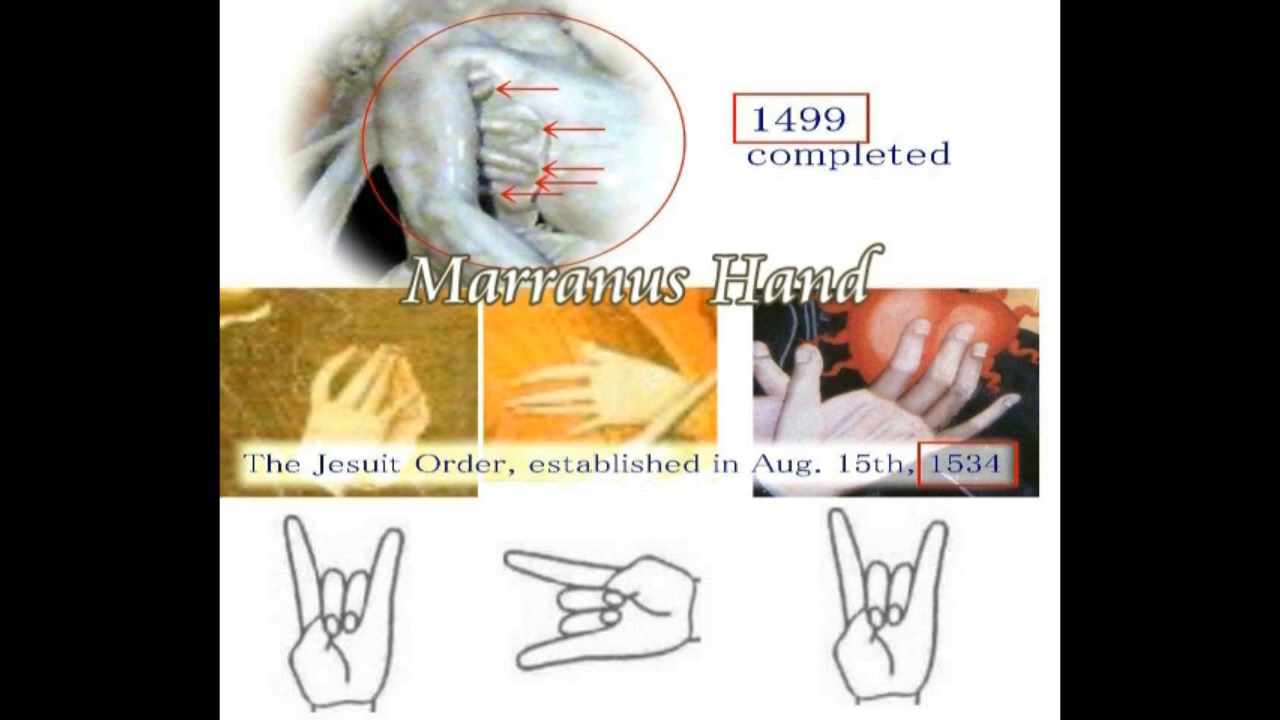 1499
completed
Marranus Hand
The Jesuit Order, established in Aug. 15th, 1534